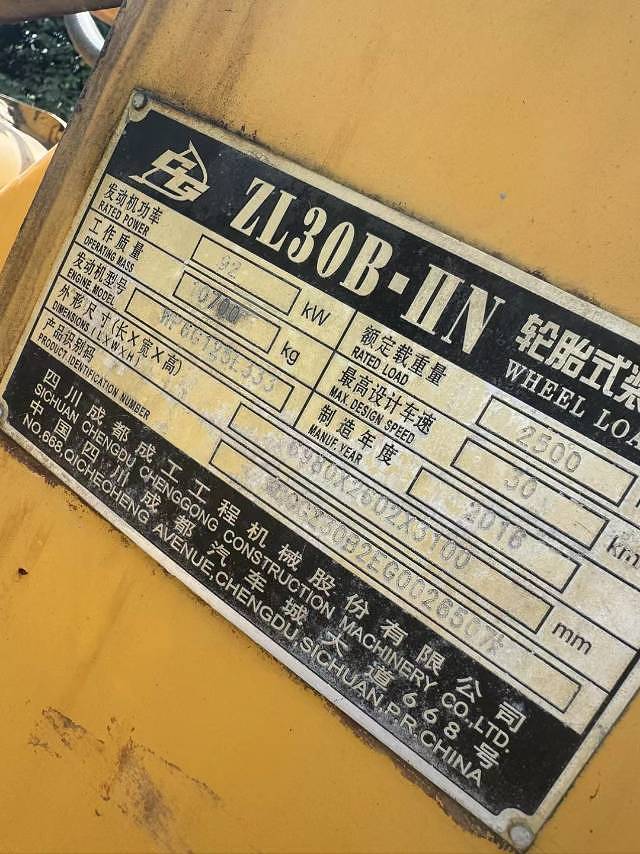 CG ZL30B-IIN 轮胎式装
WHEEL LOA
发动机功率 92 kW 额定载重量 2500
RATED POWER RATED LOAD
工作质量 kg 最高设计车速 30
OPERATING MASS MAX.DESIGN SPEED
发动机型号 制造年度 2016
ENGINE MODEL MANUF.YEAR
外形尺寸(长×宽×高) 6980X2602X3100 mm
DIMENSIONS (L×W×H)
产品识别码
PRODUCT IDENTIFICATION NUMBER
四川成都成工工程机械股份有限公司
SICHUAN CHENGDU CHENGGONG CONSTRUCTION MACHINERY CO.,LTD.
中国四川成都汽车城大道668号
NO.668.QICHECHENG AVENUE,CHENGDU,SICHUAN,P.R.CHINA